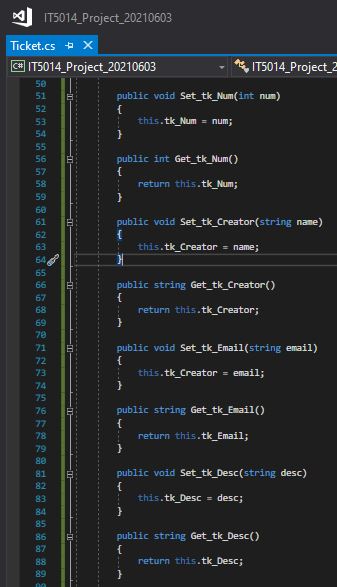 IT5014_Project_20210603
Ticket.cs
C# IT5014_Project_20210603 IT5014_Project_2
50
51 public void Set_tk_Num(int num)
52 {
53 this.tk_Num = num;
54 }
55
56 public int Get_tk_Num()
57 {
58 return this.tk_Num;
59 }
60
61 public void Set_tk_Creator(string name)
62 {
63 this.tk_Creator = name;
64 }
65
66 public string Get_tk_Creator()
67 {
68 return this.tk_Creator;
69 }
70
71 public void Set_tk_Email(string email)
72 {
73 this.tk_Creator = email;
74 }
75
76 public string Get_tk_Email()
77 {
78 return this.tk_Email;
79 }
80
81 public void Set_tk_Desc(string desc)
82 {
83 this.tk_Desc = desc;
84 }
85
86 public string Get_tk_Desc()
87 {
88 return this.tk_Desc;
89 }